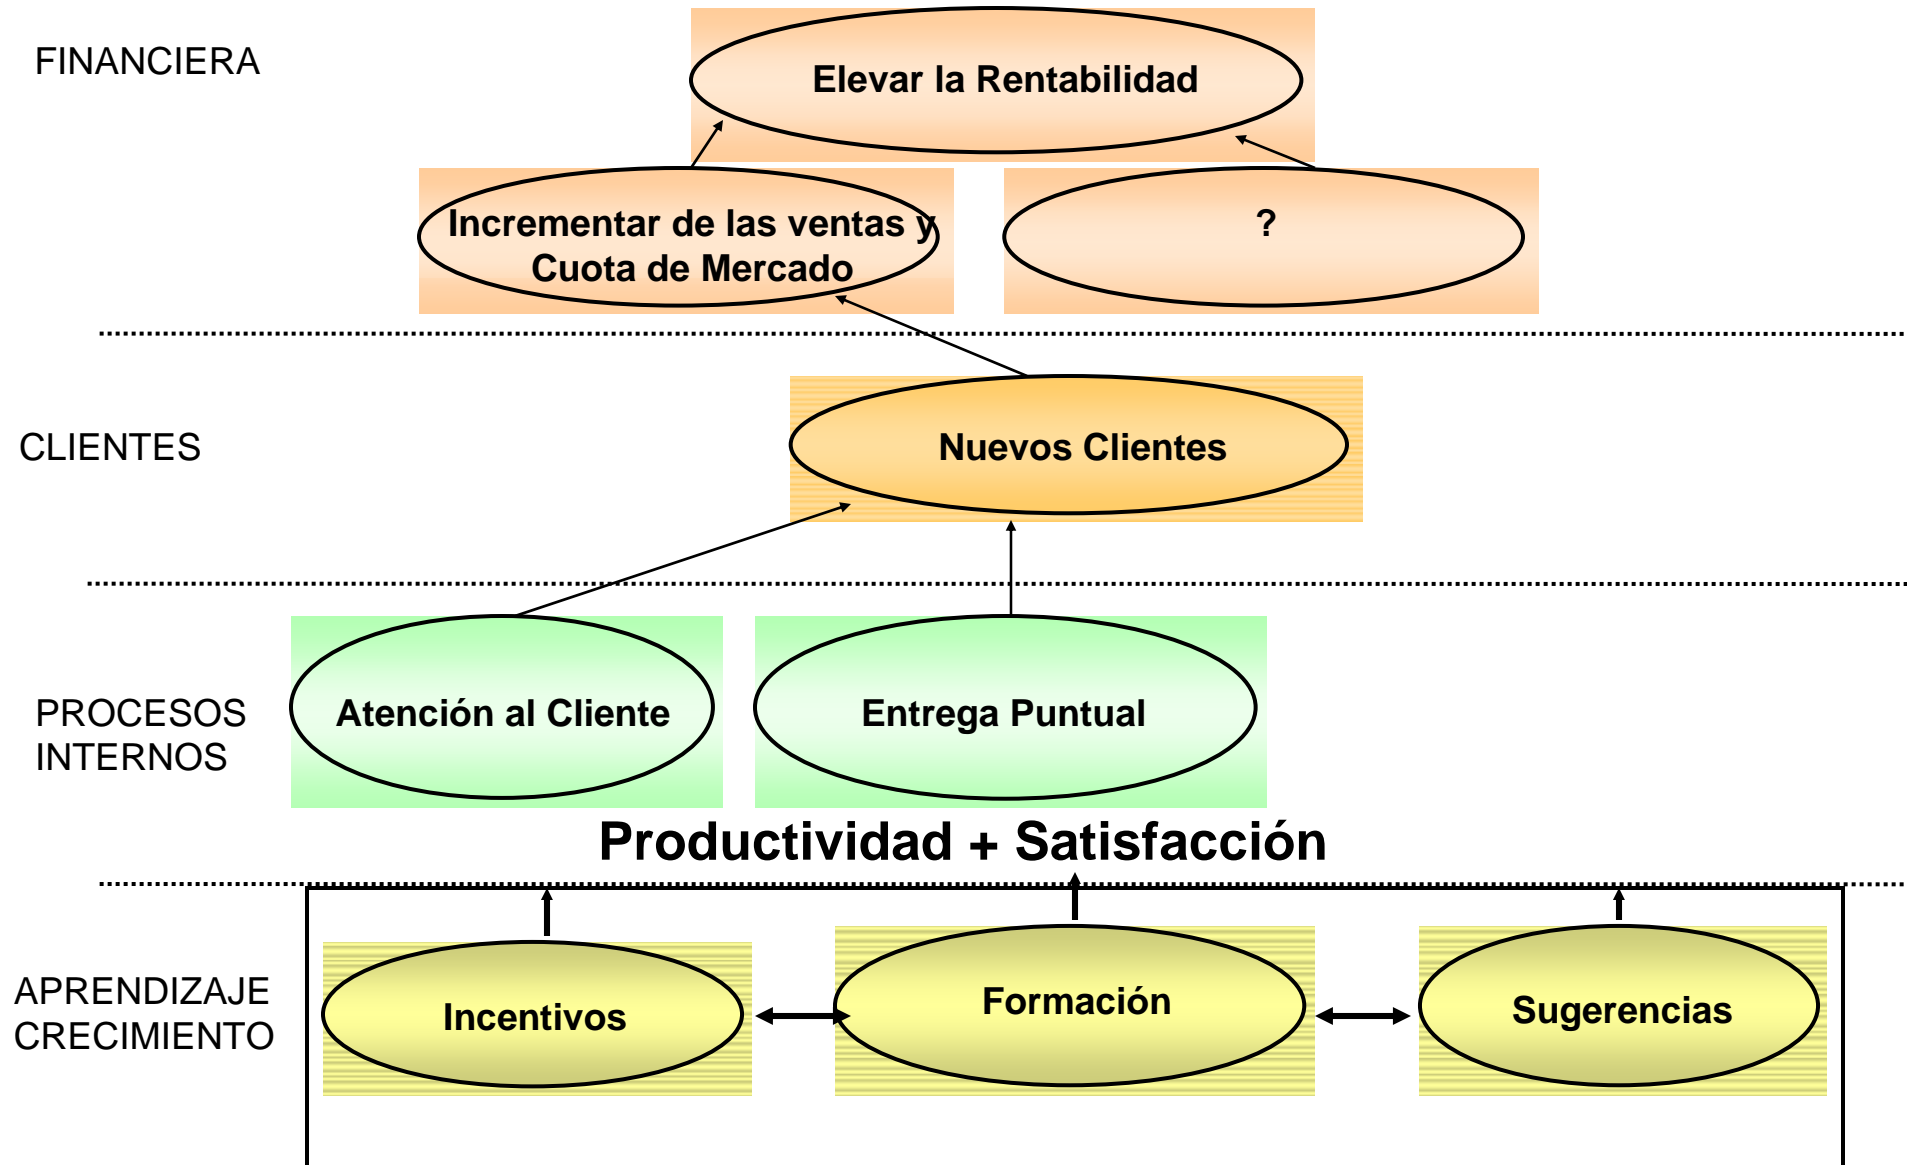 FINANCIERA
Elevar la Rentabilidad
Incrementar de las ventas y
Cuota de Mercado
?
CLIENTES
Nuevos Clientes
PROCESOS
INTERNOS
Atención al Cliente
Entrega Puntual
Productividad + Satisfacción
APRENDIZAJE
CRECIMIENTO
Incentivos
Formación
Sugerencias